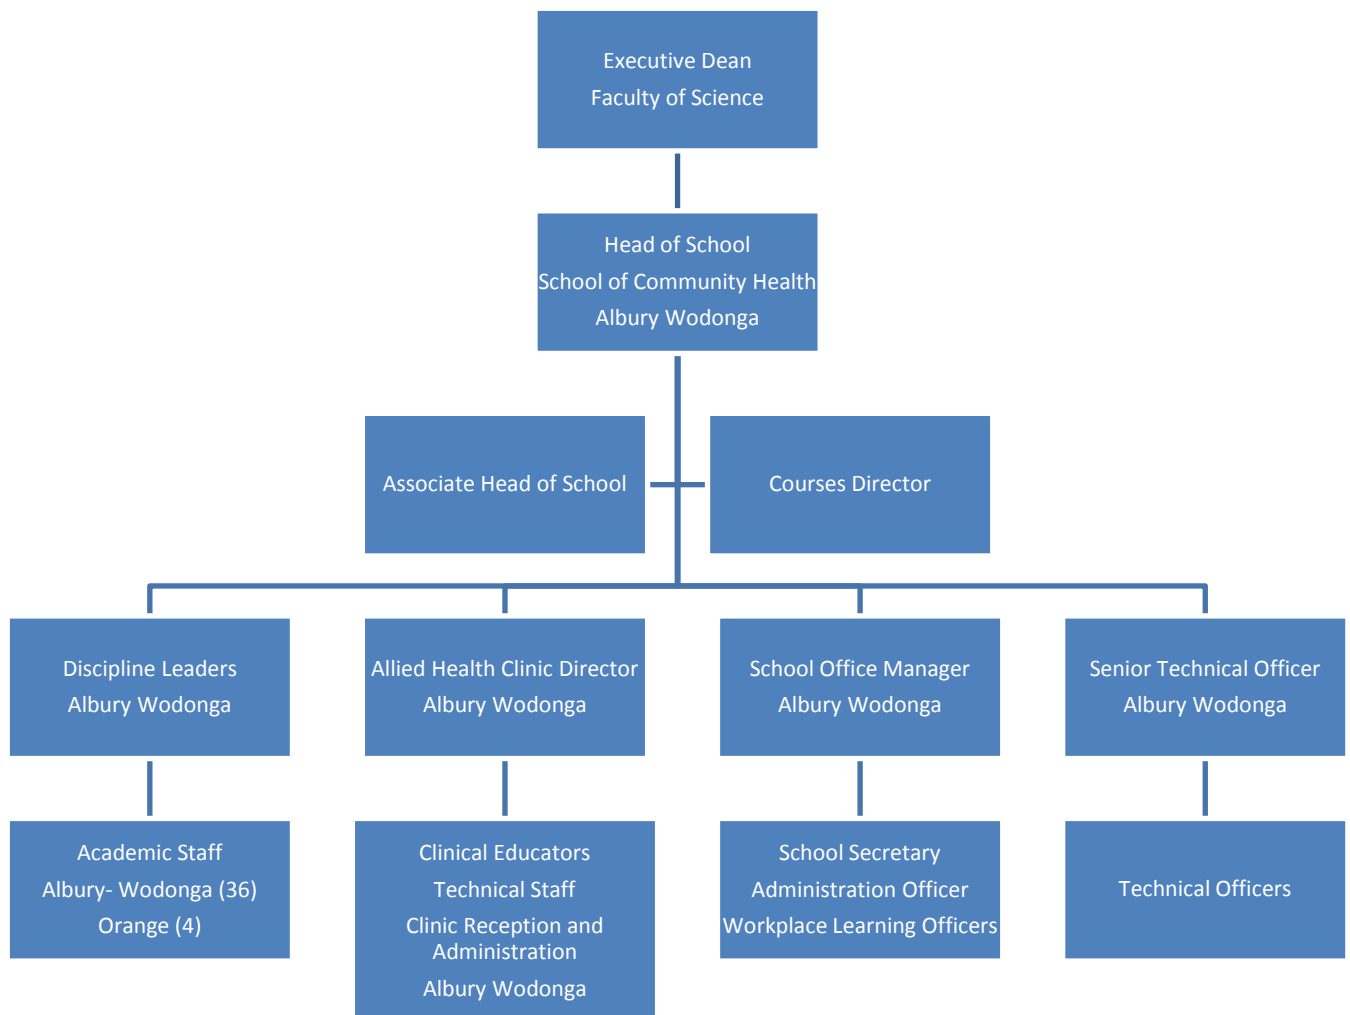 Executive Dean
Faculty of Science
Head of School
School of Community Health
Albury Wodonga
Associate Head of School
Courses Director
Discipline Leaders
Albury Wodonga
Allied Health Clinic Director
Albury Wodonga
School Office Manager
Albury Wodonga
Senior Technical Officer
Albury Wodonga
Academic Staff
Albury- Wodonga (36)
Orange (4)
Clinical Educators
Technical Staff
Clinic Reception and
Administration
Albury Wodonga
School Secretary
Administration Officer
Workplace Learning Officers
Technical Officers